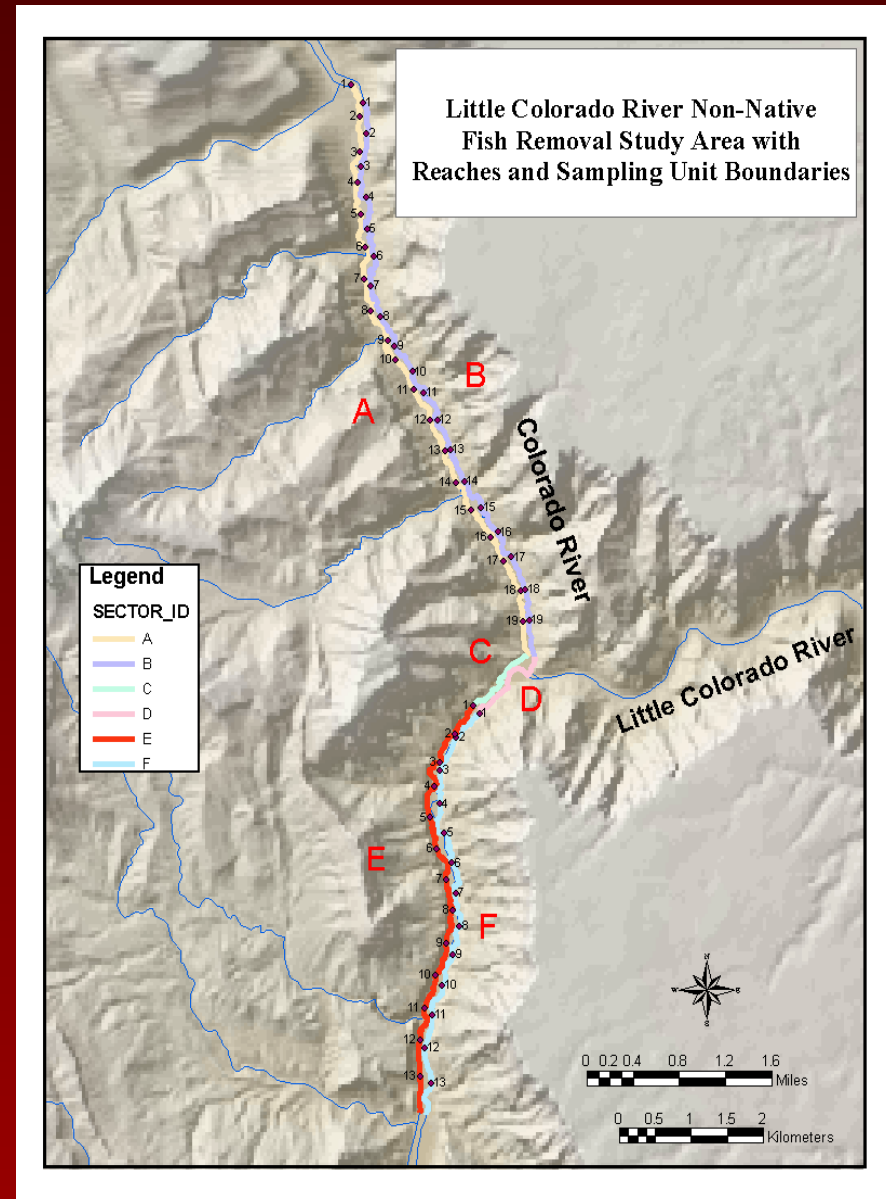 Little Colorado River Non-Native
Fish Removal Study Area with
Reaches and Sampling Unit Boundaries
1
1
2
2
3
3
4
4
5
5
6
6
7
7
8
8
9
9
10
10
11
11
A
B
12
12
13
13
14
14
15
15
16
16
17
17
18
18
19
19
Colorado River
C
D
Little Colorado River
Legend
SECTOR_ID
A
B
C
D
E
F
1
1
2
2
3
3
4
4
5
5
6
6
7
7
8
8
9
9
10
10
11
11
12
12
13
13
E
F
N
W E
S
0 0.2 0.4 0.8 1.2 1.6
Miles
0 0.5 1 1.5 2
Kilometers